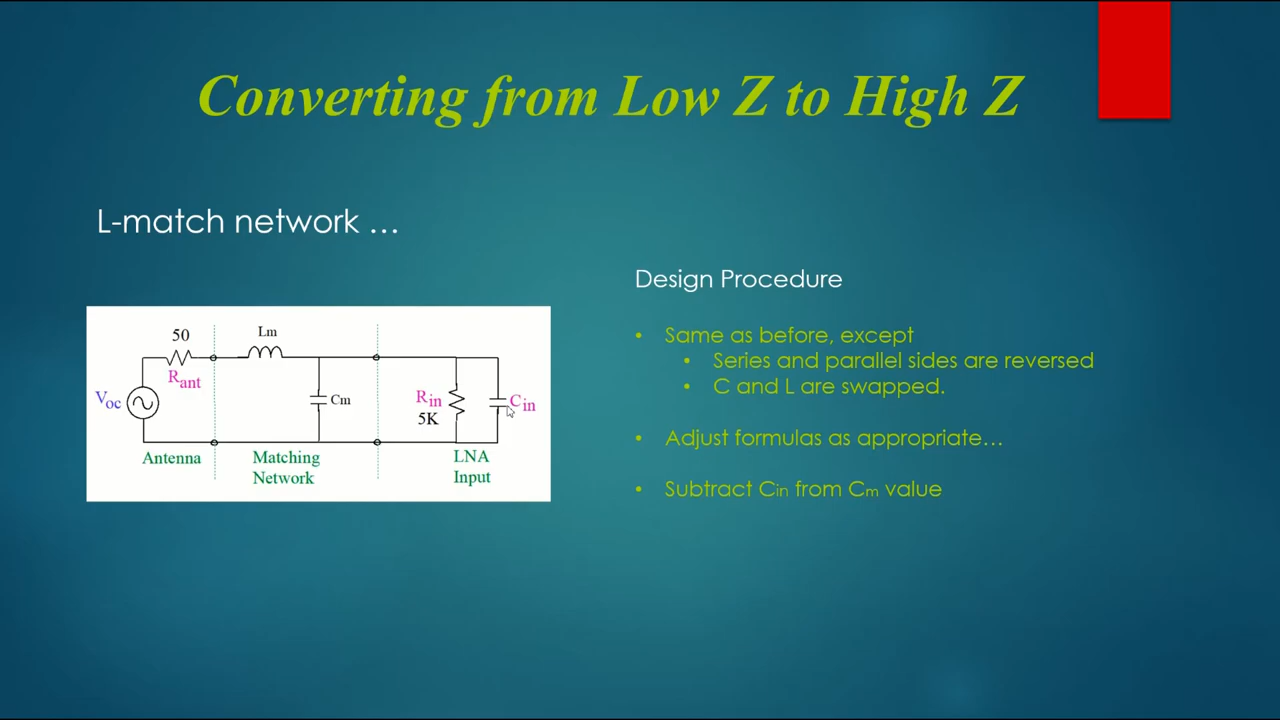 Converting from Low Z to High Z
L-match network …
Design Procedure
• Same as before, except
• Series and parallel sides are reversed
• C and L are swapped.
• Adjust formulas as appropriate…
• Subtract Cin from Cm value
50
Lm
Rant
Voc
Cm
Rin
5K
Cin
Antenna
Matching
Network
LNA
Input